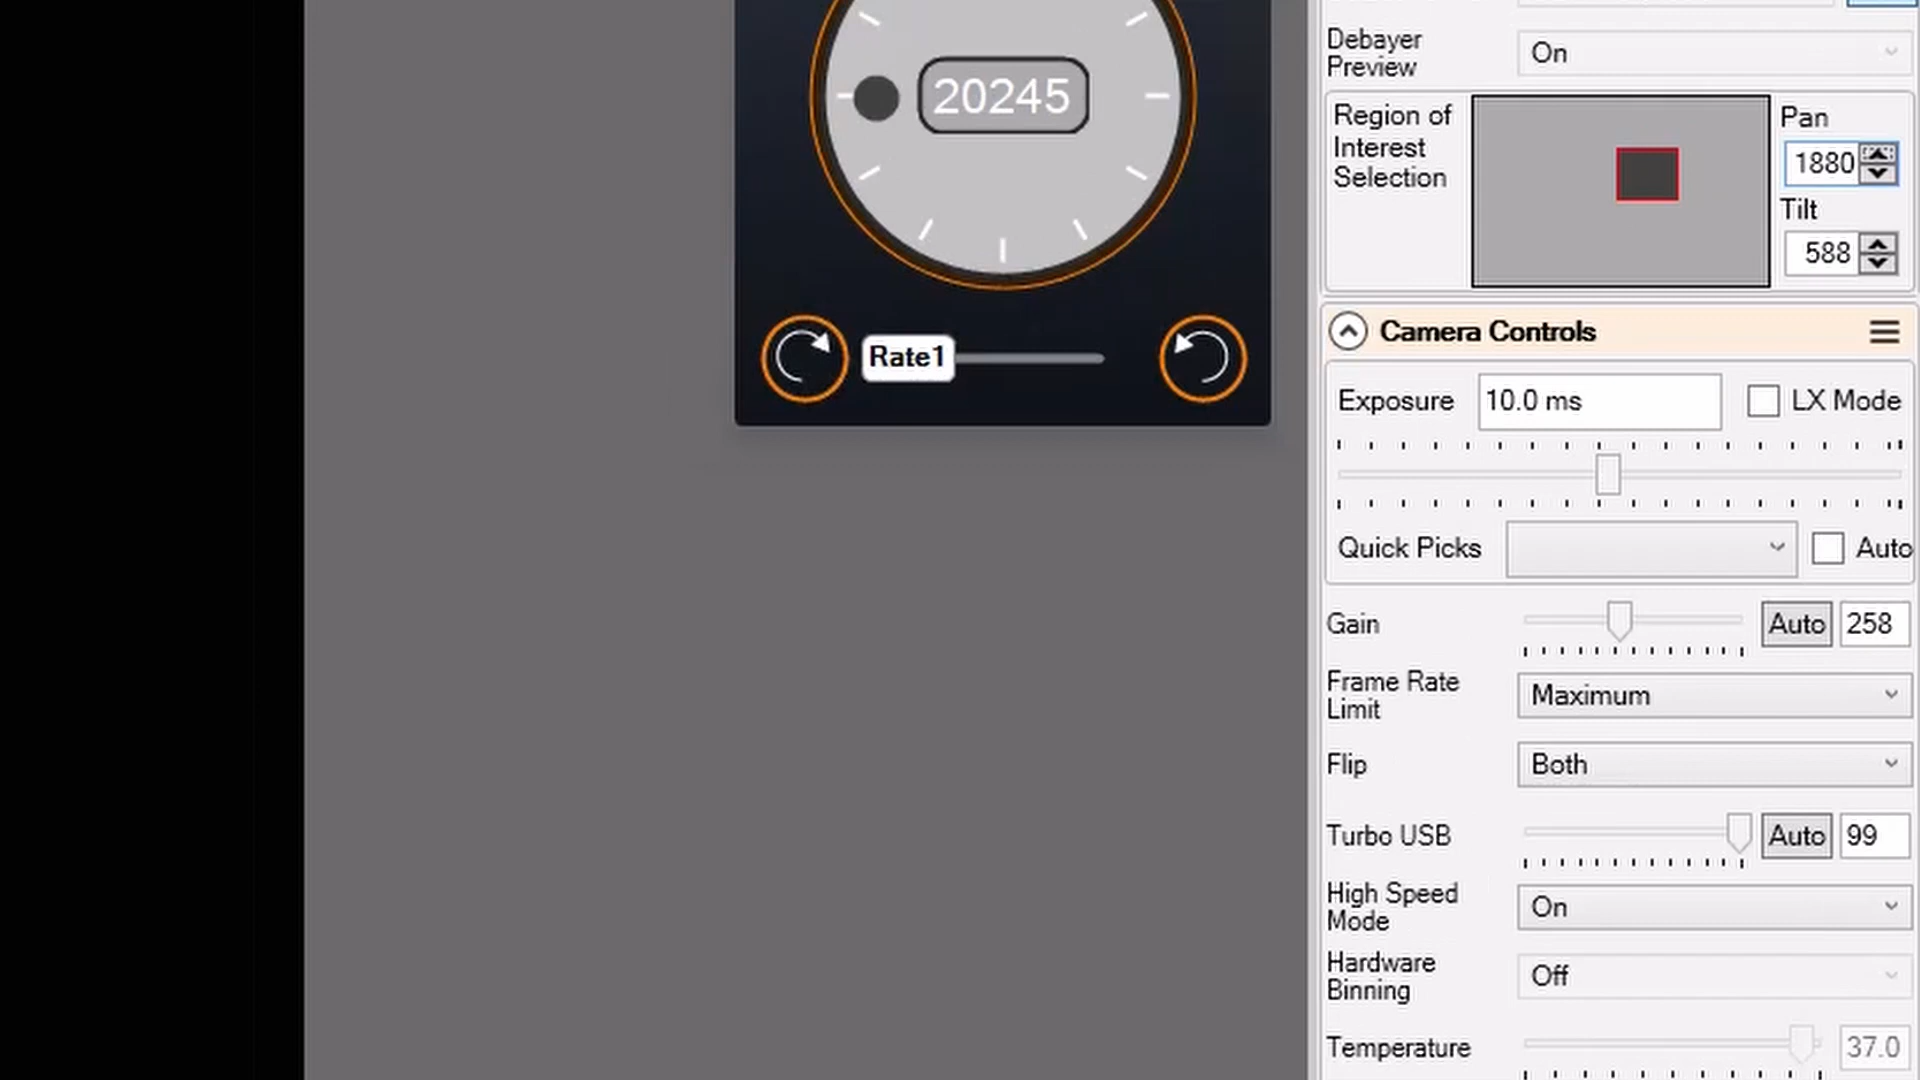 20245
Rate1
Debayer
Preview
On
Region of
Interest
Selection
Pan
1880
Tilt
588
Camera Controls
Exposure
10.0 ms
LX Mode
Quick Picks
Auto
Gain
Auto
258
Frame Rate
Limit
Maximum
Flip
Both
Turbo USB
Auto
99
High Speed
Mode
On
Hardware
Binning
Off
Temperature
37.0